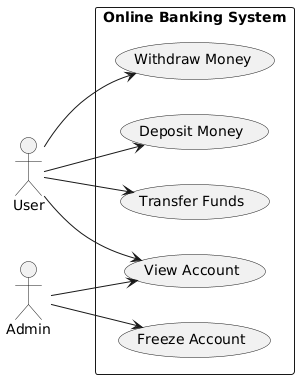 Online Banking System
Withdraw Money
Deposit Money
Transfer Funds
User
View Account
Admin
Freeze Account